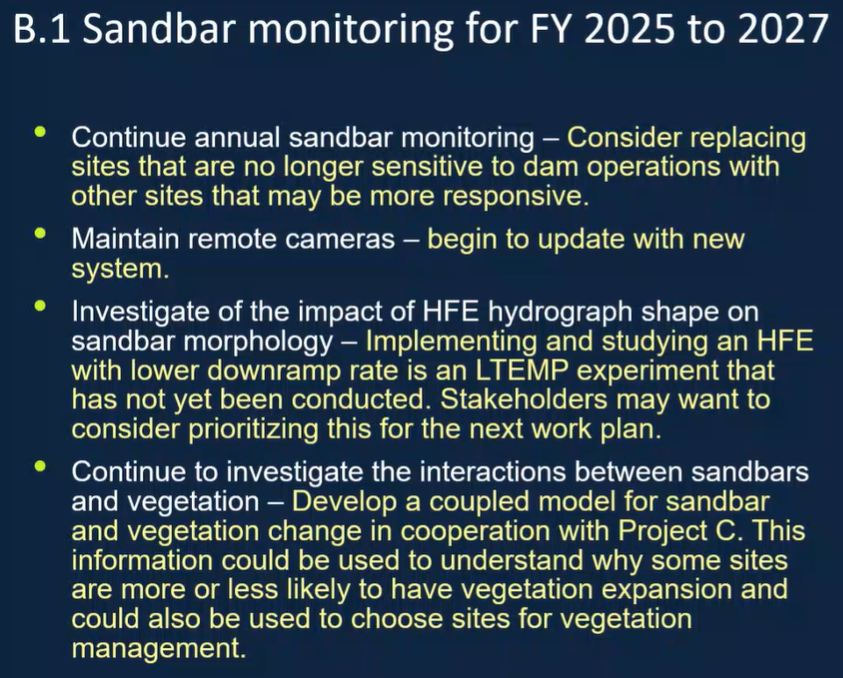 B.1 Sandbar monitoring for FY 2025 to 2027
• Continue annual sandbar monitoring – Consider replacing
sites that are no longer sensitive to dam operations with
other sites that may be more responsive.
• Maintain remote cameras – begin to update with new
system.
• Investigate of the impact of HFE hydrograph shape on
sandbar morphology – Implementing and studying an HFE
with lower downramp rate is an LTEMP experiment that
has not yet been conducted. Stakeholders may want to
consider prioritizing this for the next work plan.
• Continue to investigate the interactions between sandbars
and vegetation – Develop a coupled model for sandbar
and vegetation change in cooperation with Project C. This
information could be used to understand why some sites
are more or less likely to have vegetation expansion and
could also be used to choose sites for vegetation
management.